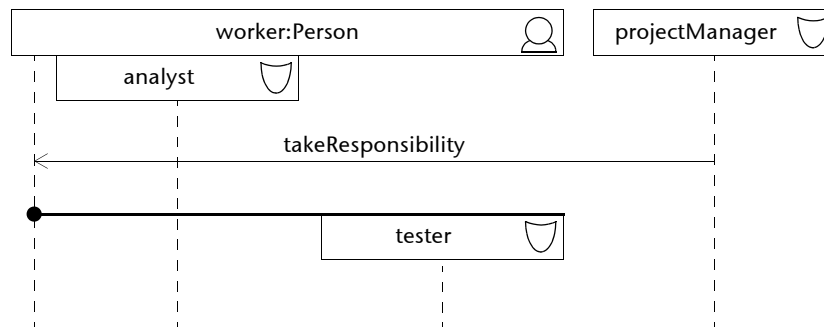 worker:Person
projectManager
analyst
takeResponsibility
tester